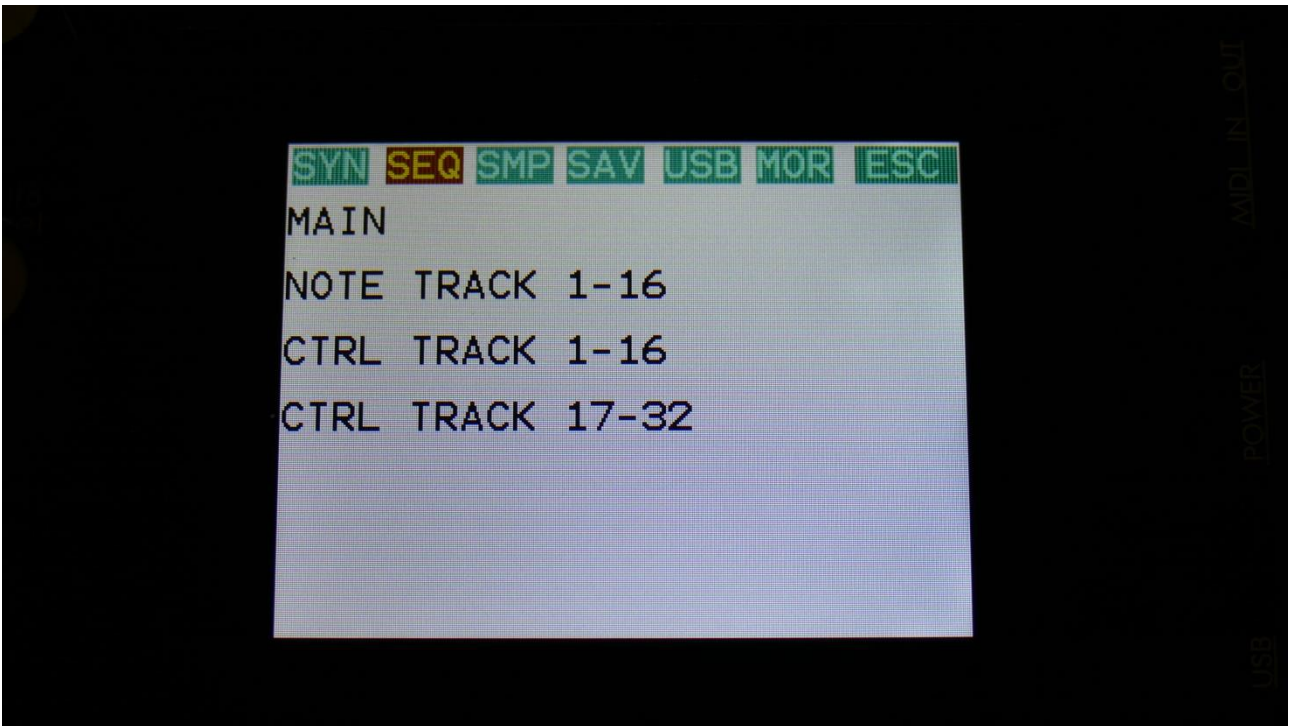 SYN SEQ SMP SAV USB MOR ESC
MAIN
NOTE TRACK 1-16
CTRL TRACK 1-16
CTRL TRACK 17-32
MIDI IN OUT
POWER
USB